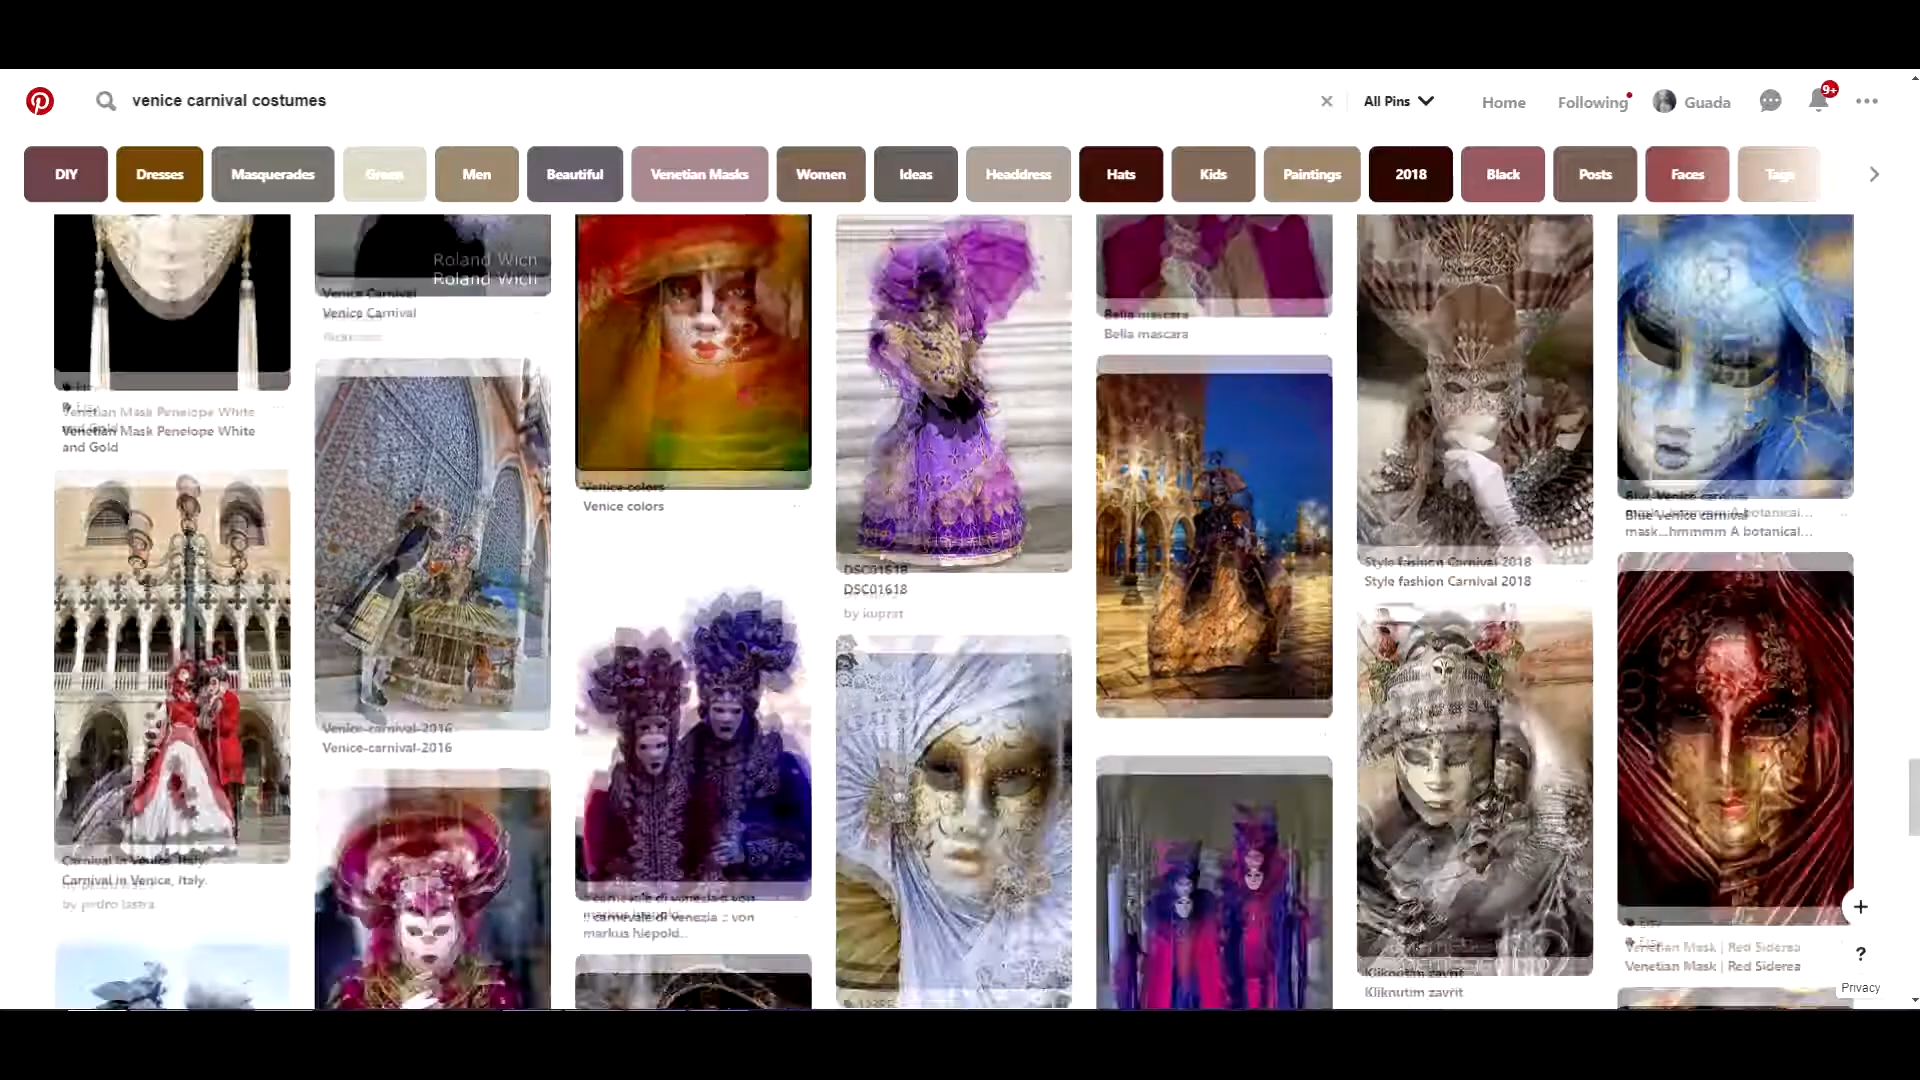 venice carnival costumes
All Pins
Home
Following
Guada
9+
DIY
Dresses
Masquerades
Green
Men
Beautiful
Venetian Masks
Women
Ideas
Headdress
Hats
Kids
Paintings
2018
Black
Posts
Faces
Tags
Venetian Mask Penelope White
and Gold
Carnival in Venice, Italy.
by pedro lastra
Roland Wich
Venice Carnival
Venice-carnival-2016
Venice colors
:: carnevale di venezia :: von
markus hiepold..
DSC01618
by kuprat
Bella mascara
Style fashion Carnival 2018
Kliknutím zavřít
Blue Venice carnival
mask...hmmmm A botanical...
Venetian Mask | Red Siderea
+
?
Privacy